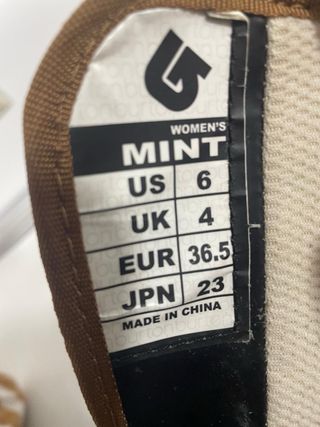 WOMEN'S
MINT
US 6
UK 4
EUR 36.5
JPN 23
MADE IN CHINA